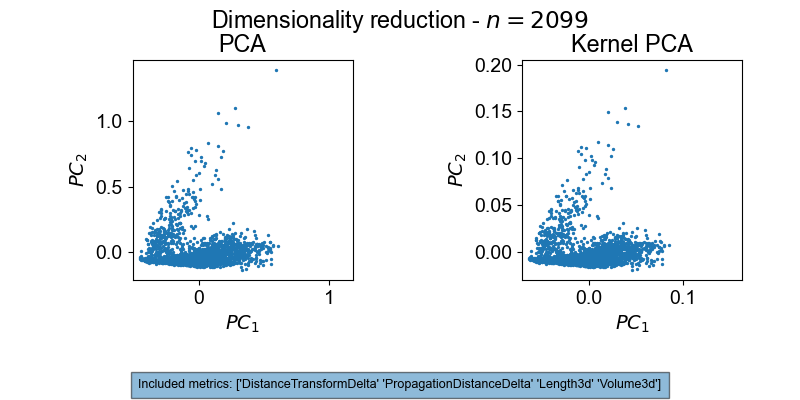 Dimensionality reduction - n = 2099
PCA
Kernel PCA
PC₂
1.0
0.5
0.0
0
1
PC₁
PC₂
0.20
0.15
0.10
0.05
0.00
0.0
0.1
PC₁
Included metrics: ['DistanceTransformDelta' 'PropagationDistanceDelta' 'Length3d' 'Volume3d']